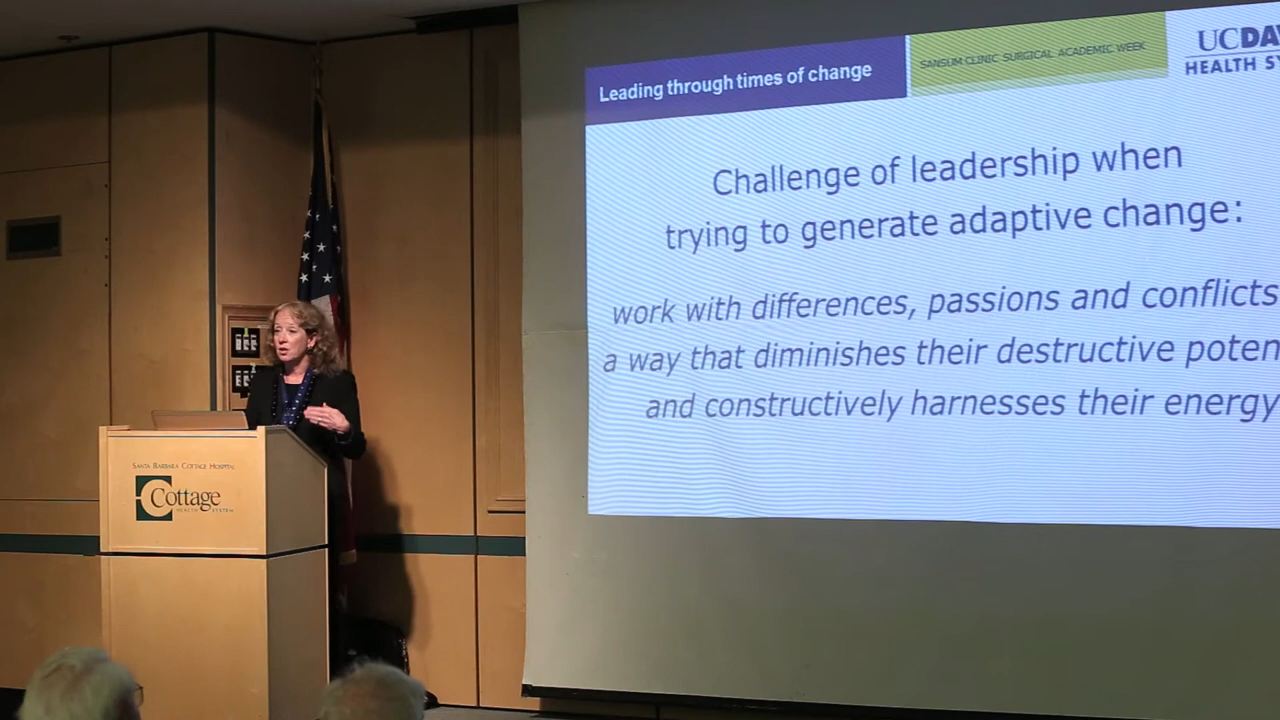 Leading through times of change
SANSUM CLINIC SURGICAL ACADEMIC WEEK
UCDA
HEALTH SY
Challenge of leadership when
trying to generate adaptive change:
work with differences, passions and conflicts
a way that diminishes their destructive poten
and constructively harnesses their energy
SANTA BARBARA COTTAGE HOSPITAL
Cottage
HEALTH SYSTEM